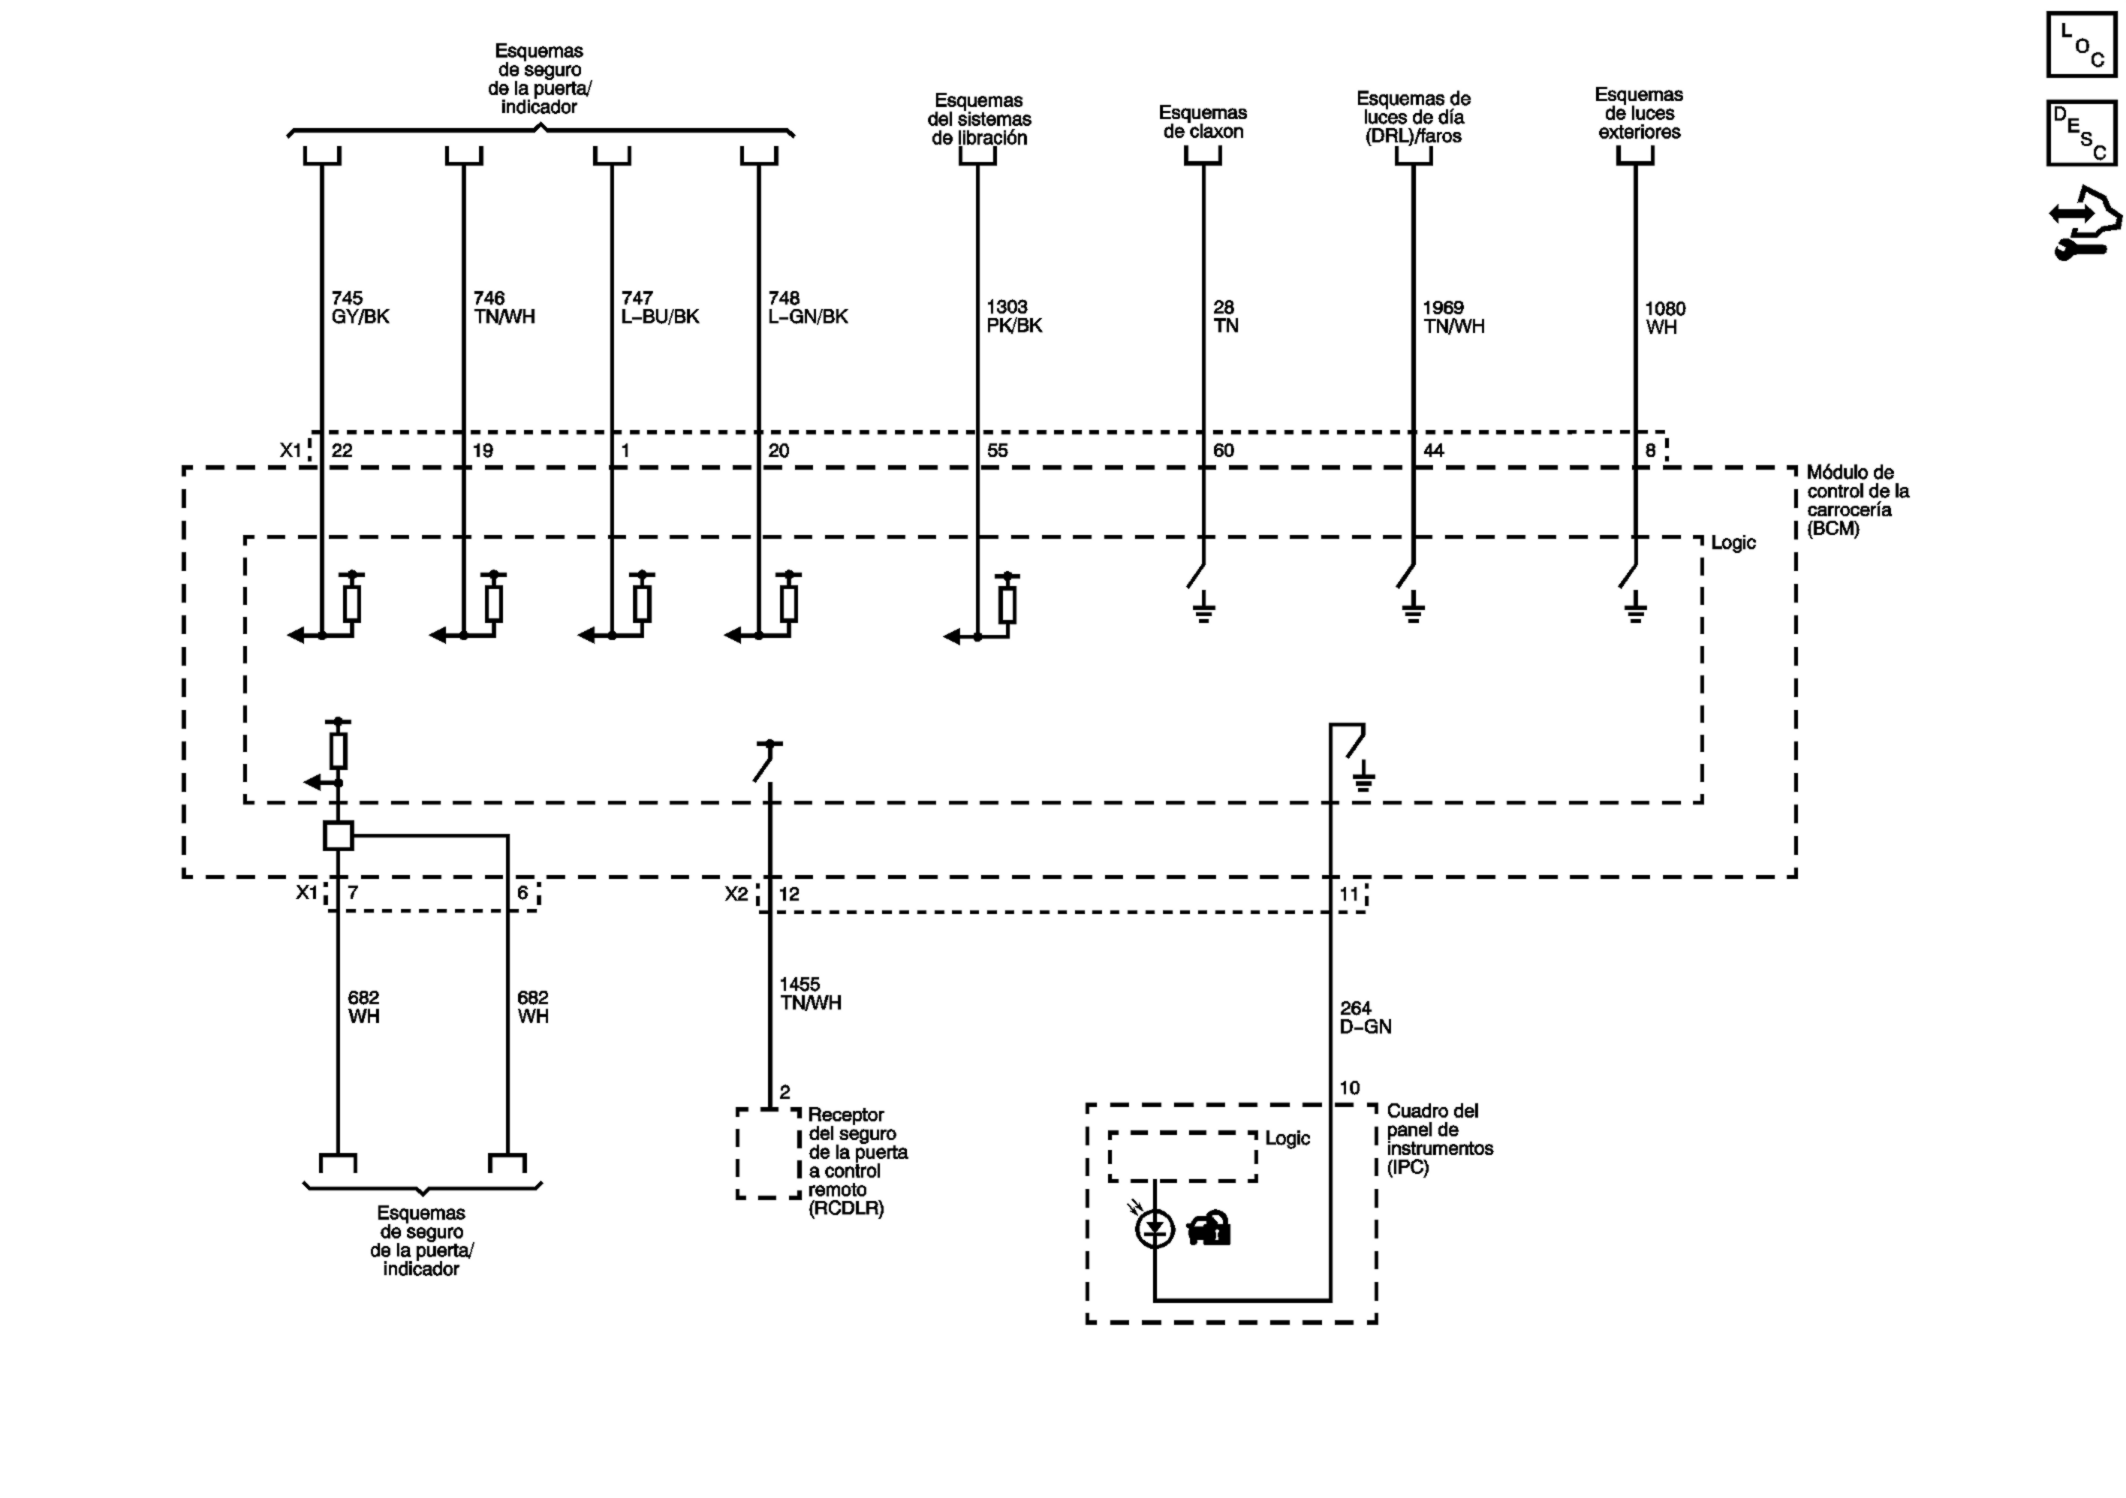 Esquemas
de seguro
de la puerta/
indicador
Esquemas
del sistemas
de libración
Esquemas
de claxon
Esquemas de
luces de día
(DRL)/faros
Esquemas
de luces
exteriores
L
O
C
D
E
S
C
745
GY/BK
746
TN/WH
747
L-BU/BK
748
L-GN/BK
1303
PK/BK
28
TN
1969
TN/WH
1080
WH
X1
22
19
1
20
55
60
44
8
Módulo de
control de la
carrocería
(BCM)
Logic
X1
7
6
X2
12
11
682
WH
682
WH
1455
TN/WH
264
D-GN
2
10
Receptor
del seguro
de la puerta
a control
remoto
(RCDLR)
Logic
Cuadro del
panel de
instrumentos
(IPC)
Esquemas
de seguro
de la puerta/
indicador